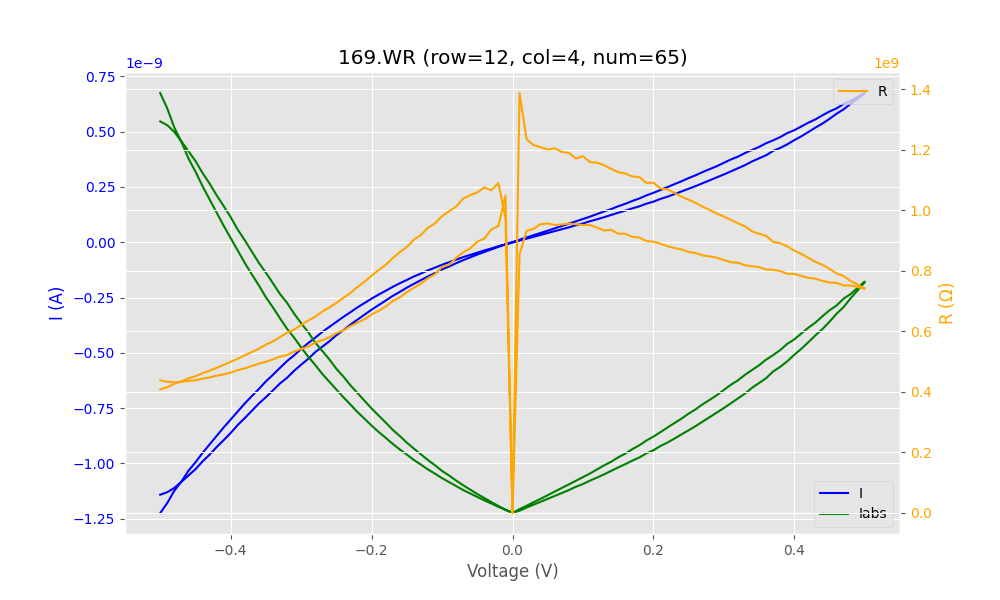 169.WR (row=12, col=4, num=65)
1e−9
1e9
0.75
0.50
0.25
0.00
−0.25
−0.50
−0.75
−1.00
−1.25
I (A)
1.4
1.2
1.0
0.8
0.6
0.4
0.2
0.0
R (Ω)
R
I
Iabs
−0.4
−0.2
0.0
0.2
0.4
Voltage (V)